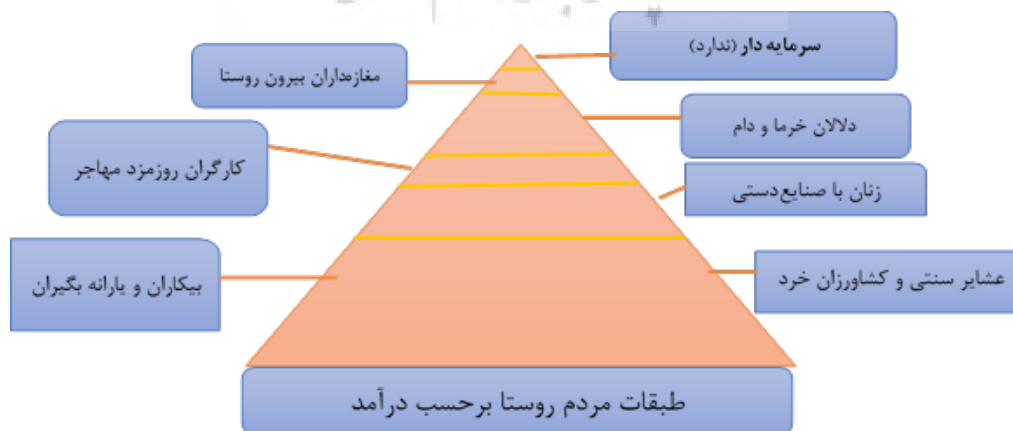 سرمایه دار (ندارد)
مغازه‌داران بیرون روستا
دلالان خرما و دام
کارگران روزمزد مهاجر
زنان با صنایع‌دستی
عشایر سنتی و کشاورزان خرد
بیکاران و یارانه بگیران
طبقات مردم روستا برحسب درآمد